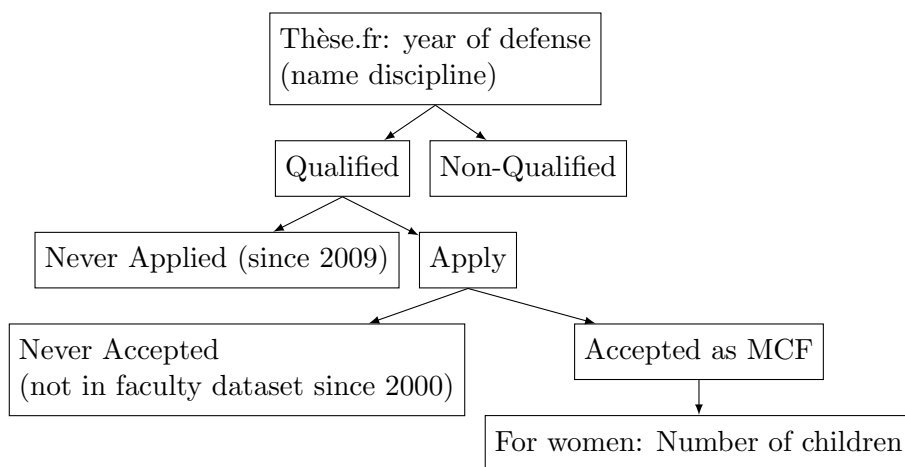 Thèse.fr: year of defense
(name discipline)
Qualified
Non-Qualified
Never Applied (since 2009)
Apply
Never Accepted
(not in faculty dataset since 2000)
Accepted as MCF
For women: Number of children